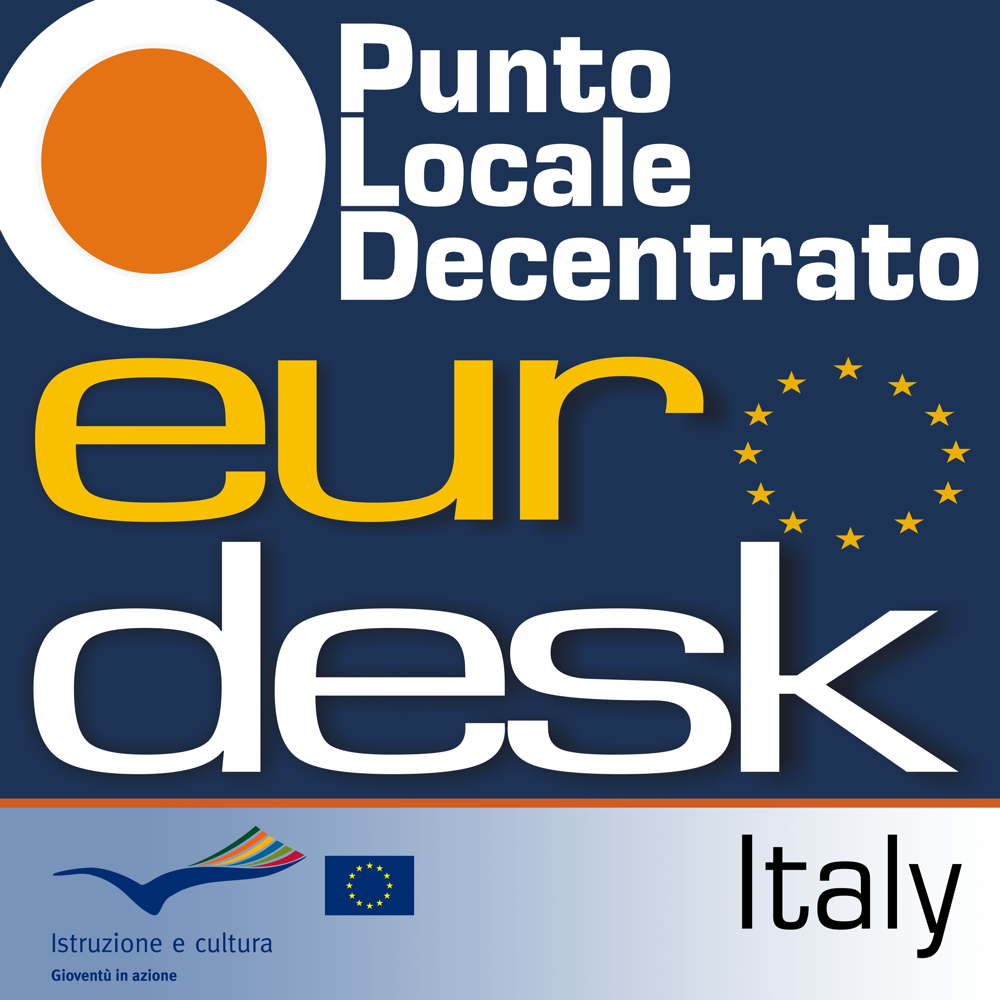 Punto
Locale
Decentrato
eur
desk
Italy
Istruzione e cultura
Gioventù in azione